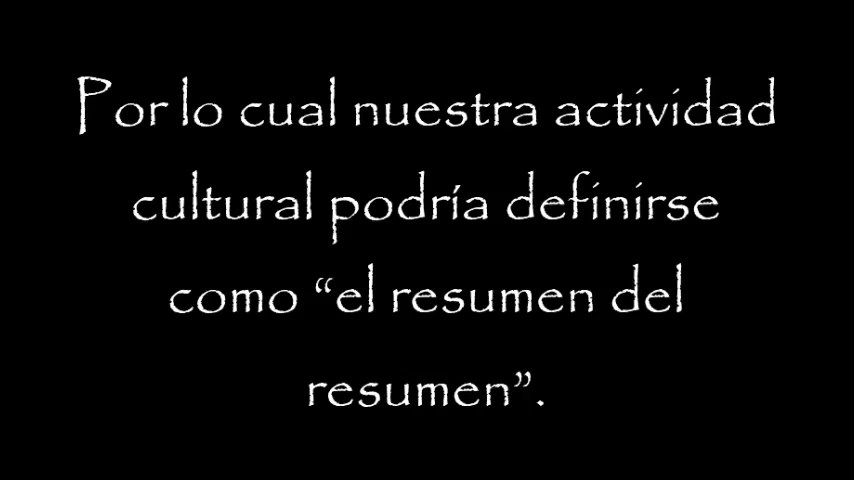 Por lo cual nuestra actividad
cultural podría definirse
como “el resumen del
resumen”.